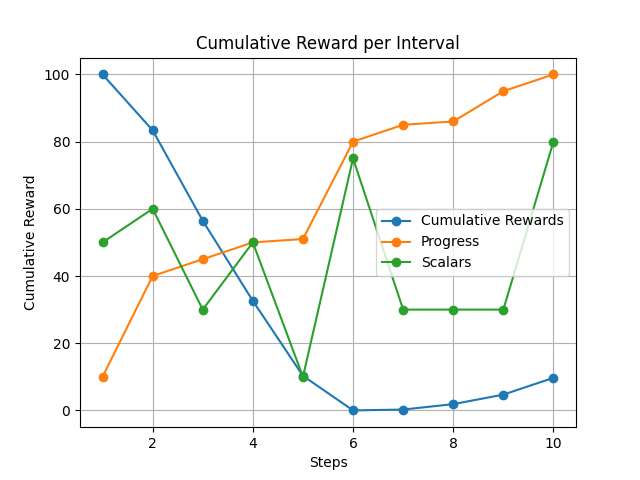 Cumulative Reward per Interval
Cumulative Reward
100
80
60
40
20
0
Cumulative Rewards
Progress
Scalars
2
4
6
8
10
Steps